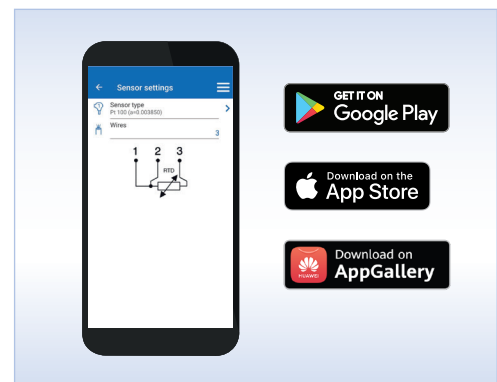 Sensor settings
Sensor type
Pt 100 (α=0.003850)
Wires
3
1 2 3
RTD
GET IT ON
Google Play
Download on the
App Store
HUAWEI
Download on
AppGallery